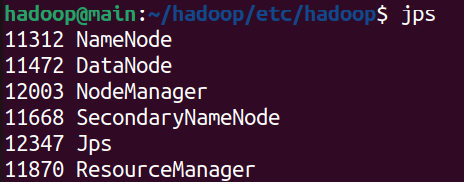 hadoop@main:~/hadoop/etc/hadoop$ jps
11312 NameNode
11472 DataNode
12003 NodeManager
11668 SecondaryNameNode
12347 Jps
11870 ResourceManager